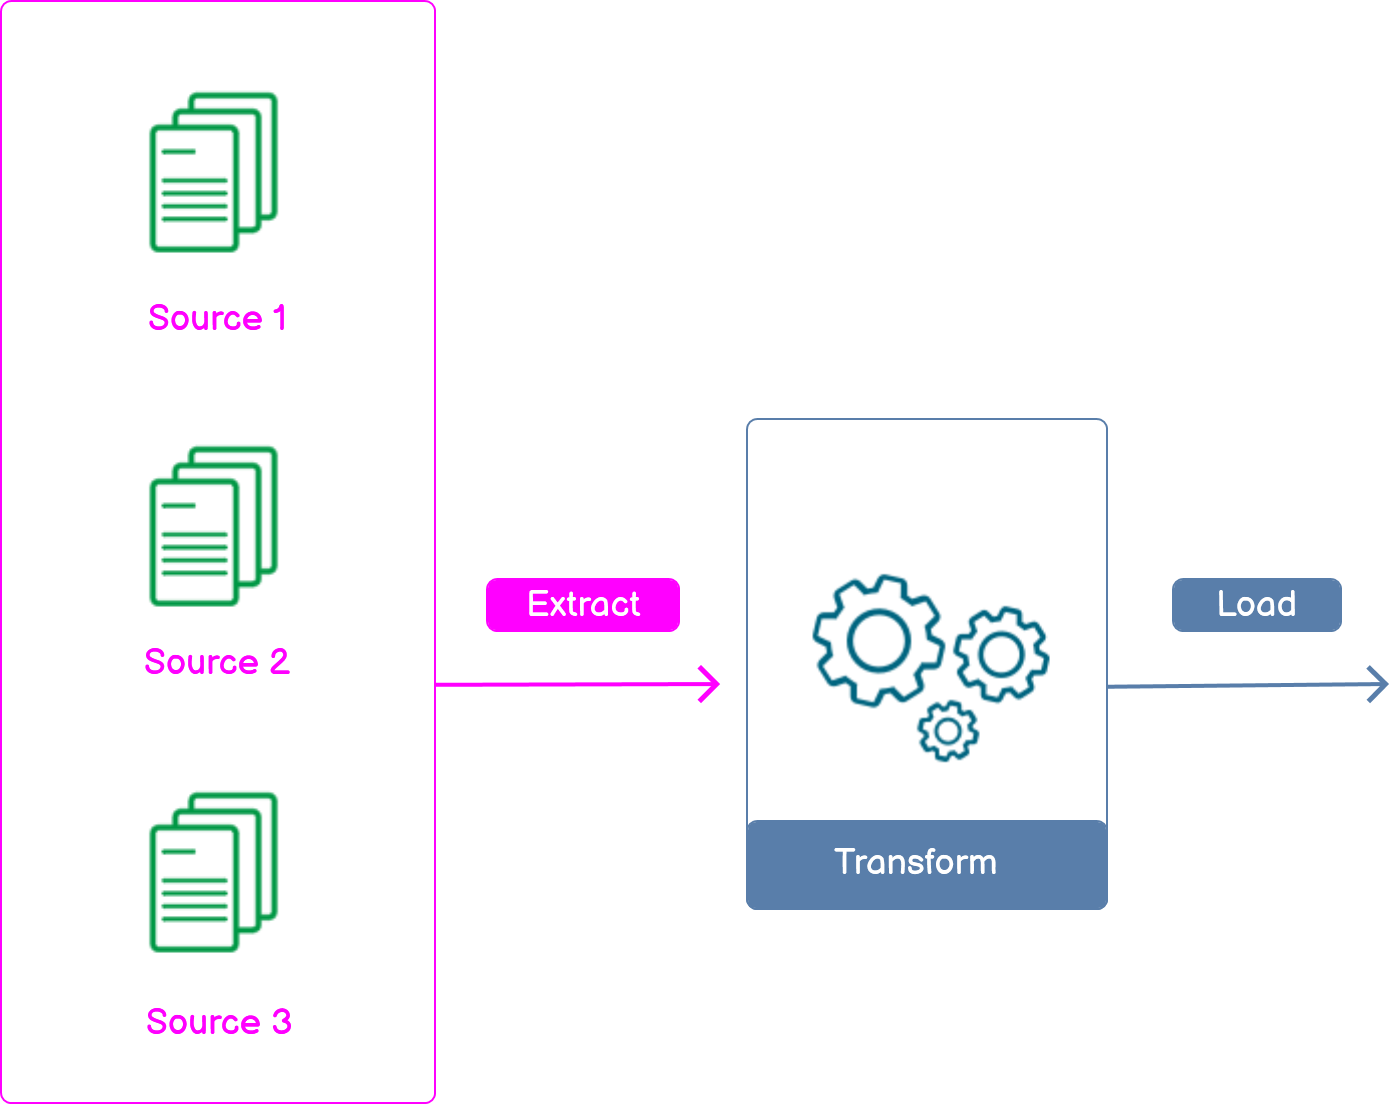 Source 1
Source 2
Extract
Load
Transform
Source 3